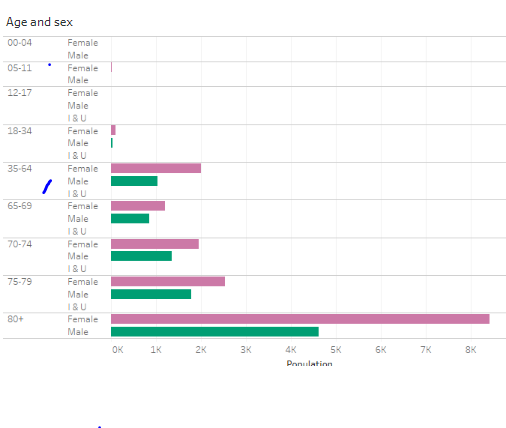 Age and sex
00-04 Female
Male
05-11 Female
Male
12-17 Female
Male
I & U
18-34 Female
Male
I & U
35-64 Female
Male
I & U
65-69 Female
Male
I & U
70-74 Female
Male
I & U
75-79 Female
Male
I & U
80+ Female
Male
0K 1K 2K 3K 4K 5K 6K 7K 8K
Population